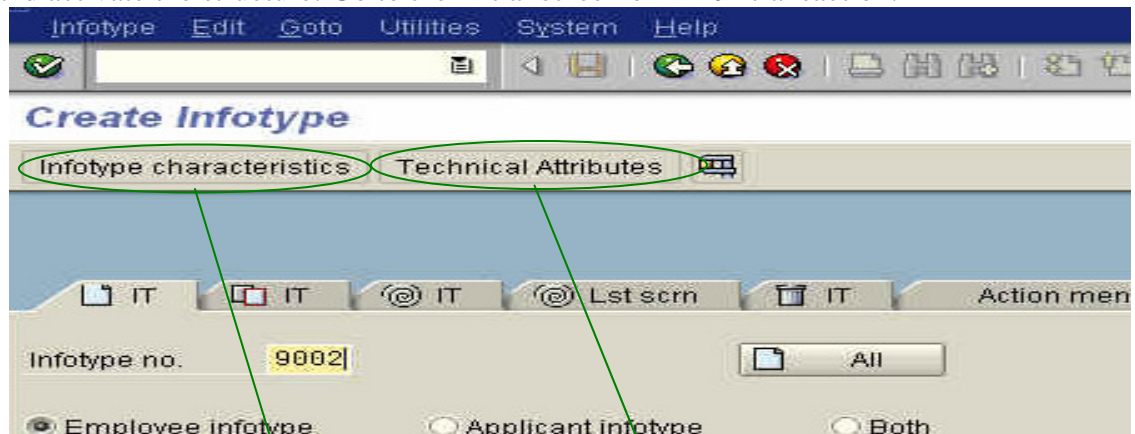 Infotype Edit Goto Utilities System Help
Create Infotype
Infotype characteristics Technical Attributes
IT IT IT Lst scrn IT Action men
Infotype no. 9002 All
Employee infotype Applicant infotype Both